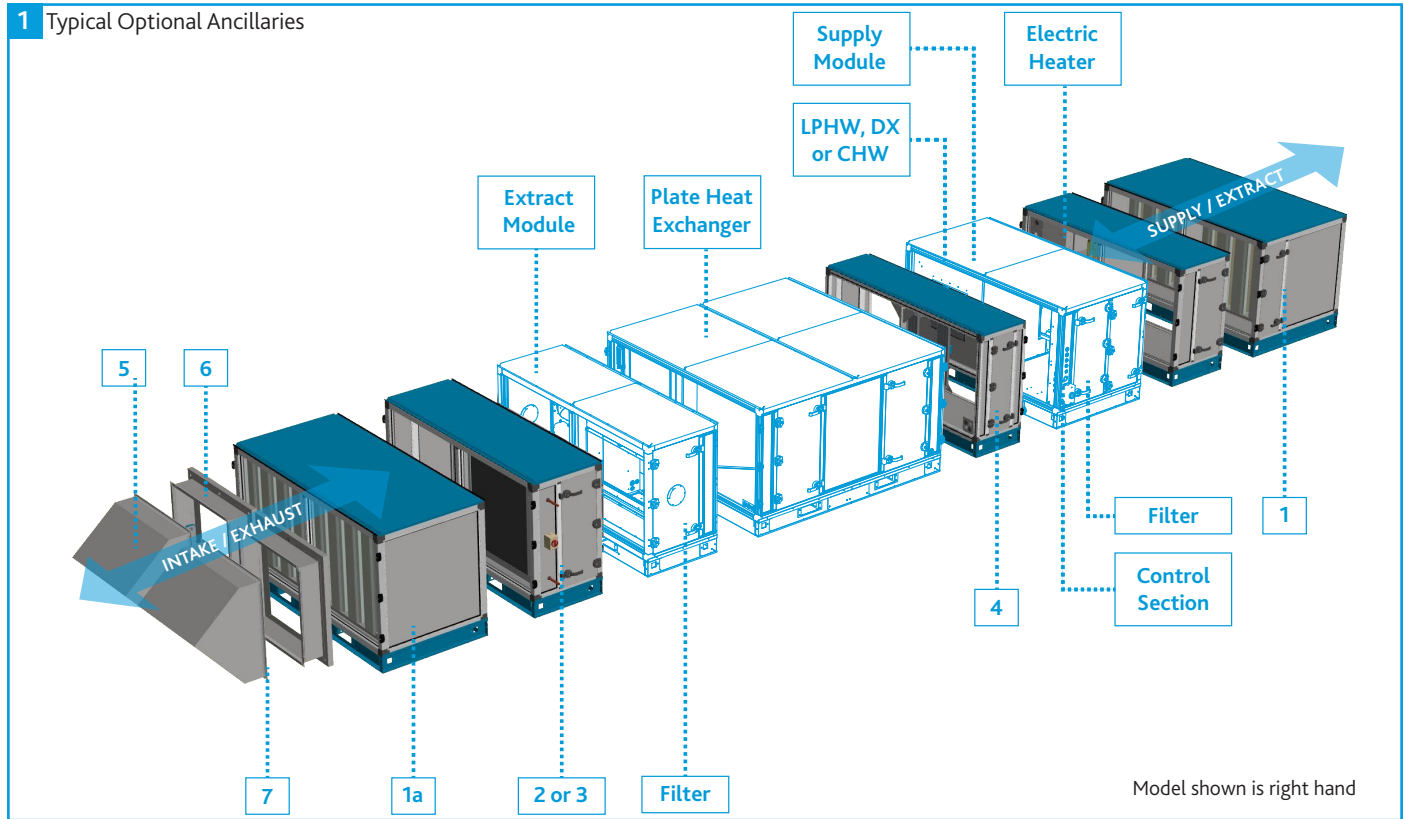 1 Typical Optional Ancillaries
Supply
Module
Electric
Heater
LPHW, DX
or CHW
Extract
Module
Plate Heat
Exchanger
SUPPLY / EXTRACT
5
6
INTAKE / EXHAUST
Filter
1
Control
Section
4
7
1a
2 or 3
Filter
Model shown is right hand